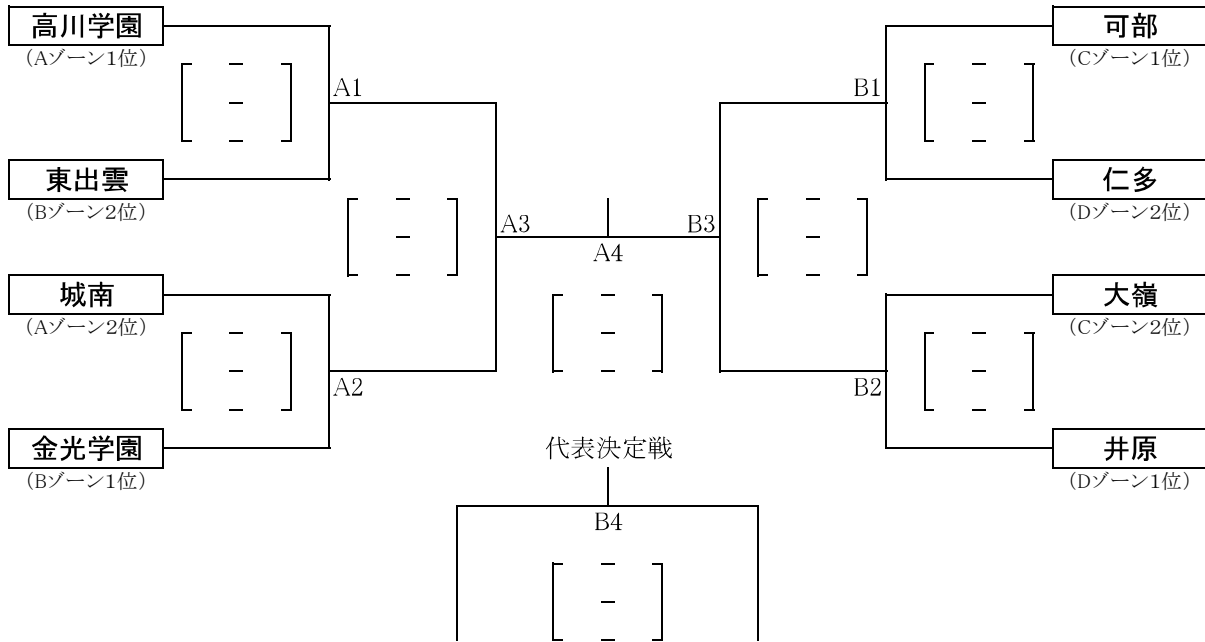 高川学園
(Aゾーン1位)
可部
(Cゾーン1位)
A1
B1
東出雲
(Bゾーン2位)
仁多
(Dゾーン2位)
A3
B3
A4
城南
(Aゾーン2位)
大嶺
(Cゾーン2位)
A2
B2
金光学園
(Bゾーン1位)
井原
(Dゾーン1位)
代表決定戦
B4